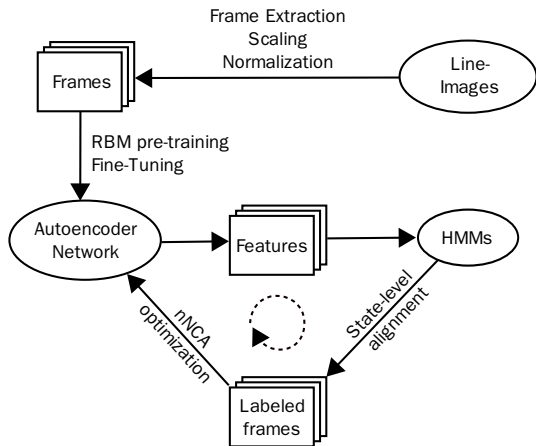 Frame Extraction
Scaling
Normalization
Line-
Images
Frames
RBM pre-training
Fine-Tuning
Autoencoder
Network
Features
HMMs
nNCA
optimization
State-level
alignment
Labeled
frames